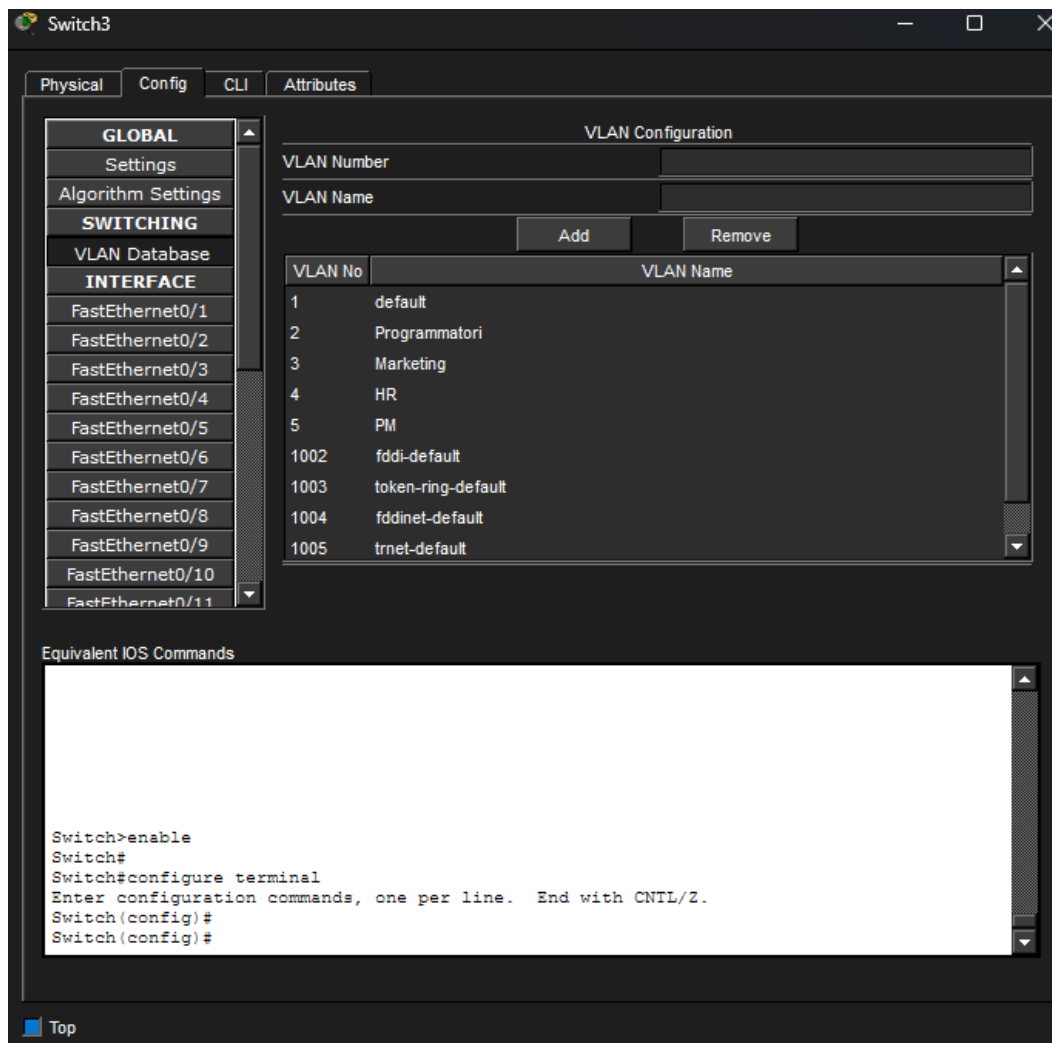 Switch3
Physical Config CLI Attributes
GLOBAL
Settings
Algorithm Settings
SWITCHING
VLAN Database
INTERFACE
FastEthernet0/1
FastEthernet0/2
FastEthernet0/3
FastEthernet0/4
FastEthernet0/5
FastEthernet0/6
FastEthernet0/7
FastEthernet0/8
FastEthernet0/9
FastEthernet0/10
FastEthernet0/11
VLAN Configuration
VLAN Number
VLAN Name
Add Remove
VLAN No VLAN Name
1 default
2 Programmatori
3 Marketing
4 HR
5 PM
1002 fddi-default
1003 token-ring-default
1004 fddinet-default
1005 trnet-default
Equivalent IOS Commands
Switch>enable
Switch#
Switch#configure terminal
Enter configuration commands, one per line.  End with CNTL/Z.
Switch(config)#
Switch(config)#
Top